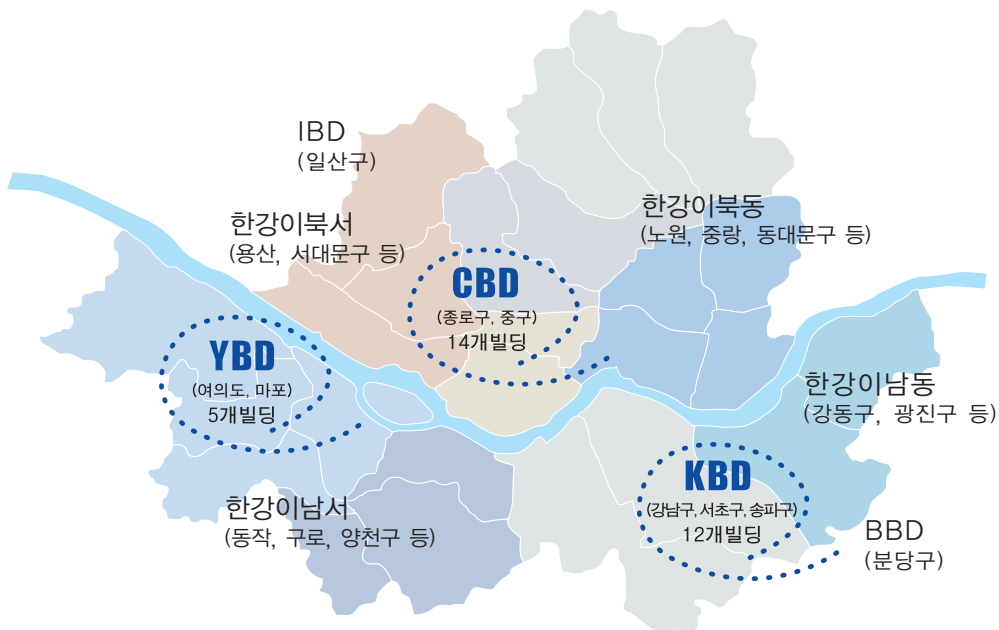 IBD
(일산구)
한강이북서
(용산, 서대문구 등)
한강이북동
(노원, 중랑, 동대문구 등)
CBD
(종로구, 중구)
14개빌딩
YBD
(여의도, 마포)
5개빌딩
한강이남동
(강동구, 광진구 등)
KBD
(강남구, 서초구, 송파구)
12개빌딩
한강이남서
(동작, 구로, 양천구 등)
BBD
(분당구)